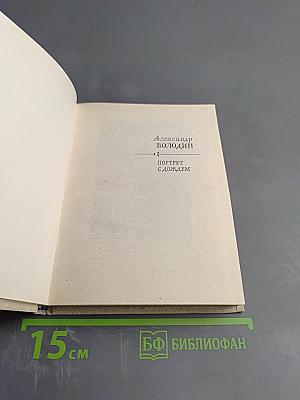 Александр
ВОЛОДИН
ПОРТРЕТ
С ДОЖДЕМ
15 см
БФ БИБЛИОФАН